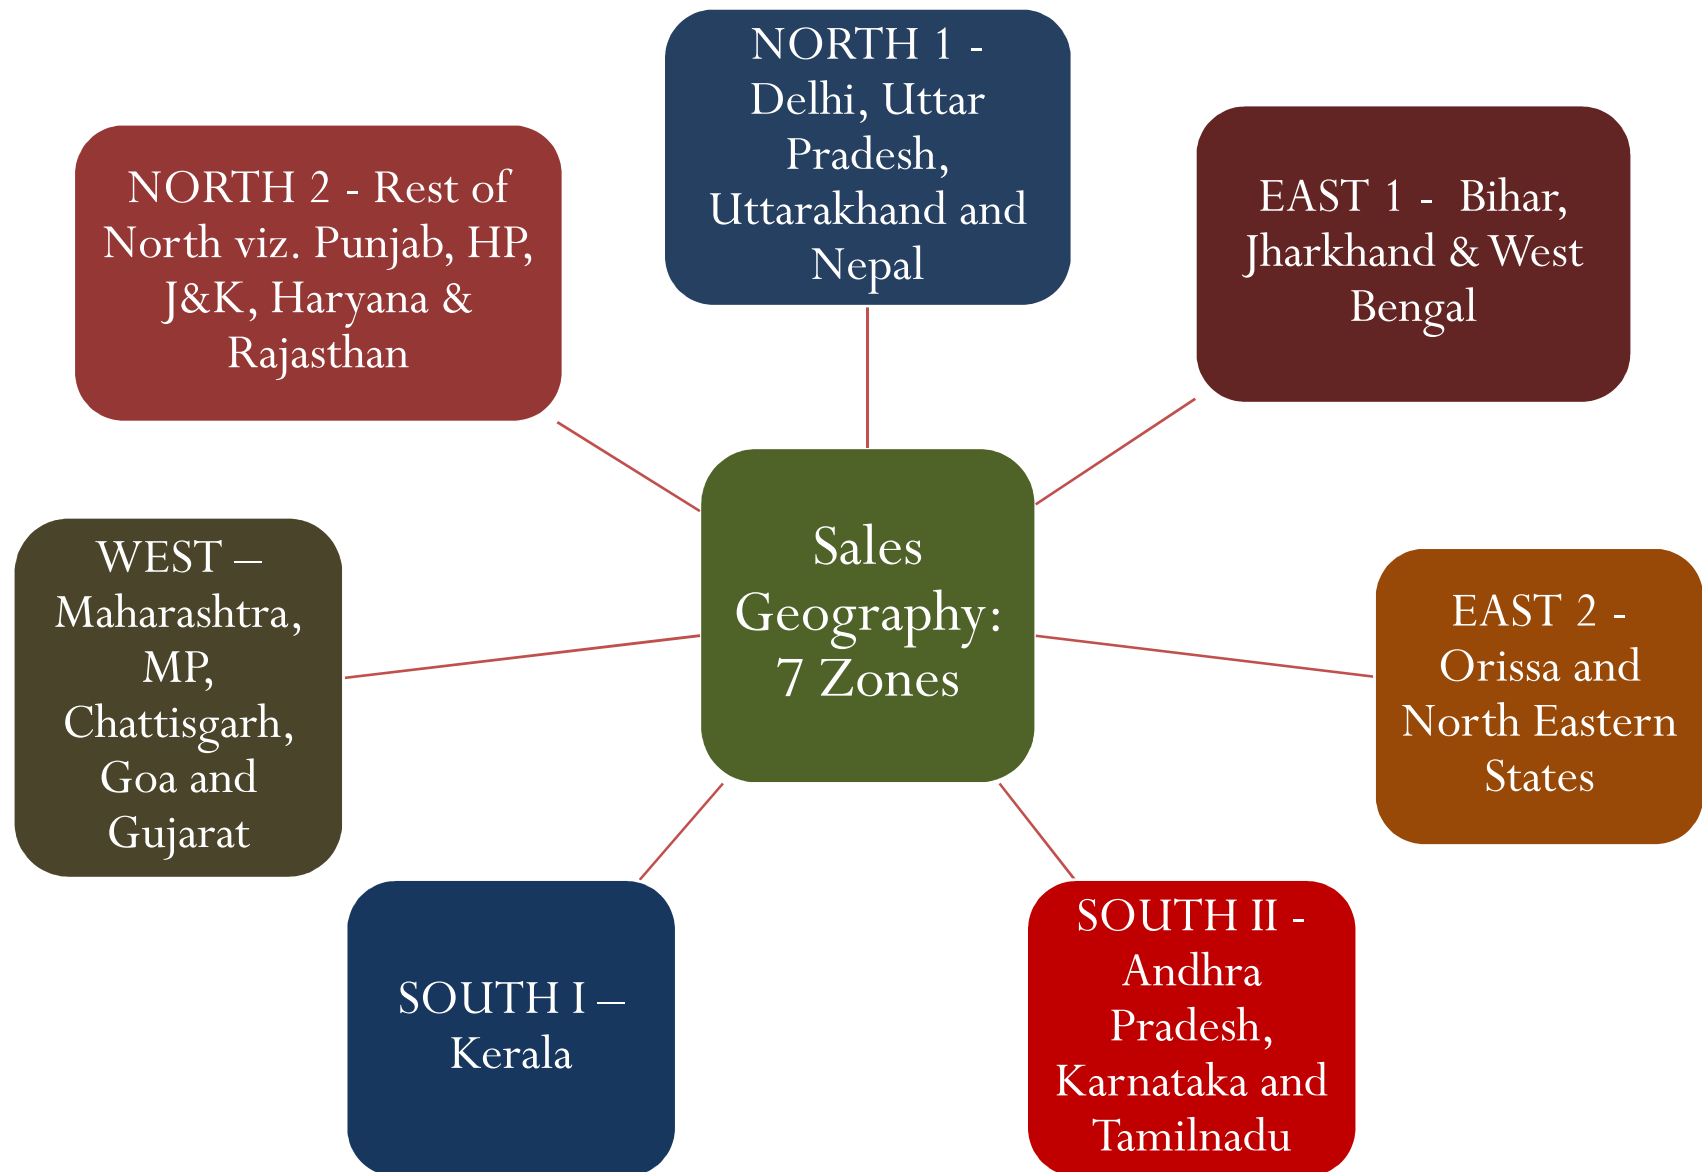 NORTH 1 -
Delhi, Uttar
Pradesh,
Uttarakhand and
Nepal
NORTH 2 - Rest of
North viz. Punjab, HP,
J&K, Haryana &
Rajasthan
EAST 1 -  Bihar,
Jharkhand & West
Bengal
Sales
Geography:
7 Zones
WEST –
Maharashtra,
MP,
Chattisgarh,
Goa and
Gujarat
EAST 2 -
Orissa and
North Eastern
States
SOUTH I –
Kerala
SOUTH II -
Andhra
Pradesh,
Karnataka and
Tamilnadu